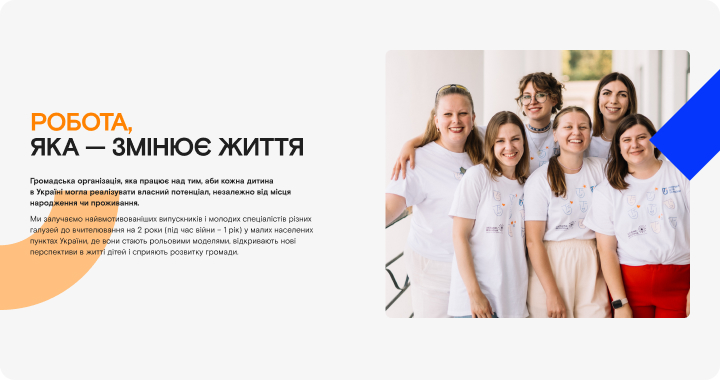 РОБОТА,
ЯКА — ЗМІНЮЄ ЖИТТЯ
Громадська організація, яка працює над тим, аби кожна дитина
в Україні могла реалізувати власний потенціал, незалежно від місця
народження чи проживання.
Ми залучаємо найвмотивованіших випускників і молодих спеціалістів різних
галузей до вчителювання на 2 роки (під час війни – 1 рік) у малих населених
пунктах України, де вони стають рольовими моделями, відкривають нові
перспективи в житті дітей і сприяють розвитку громади.